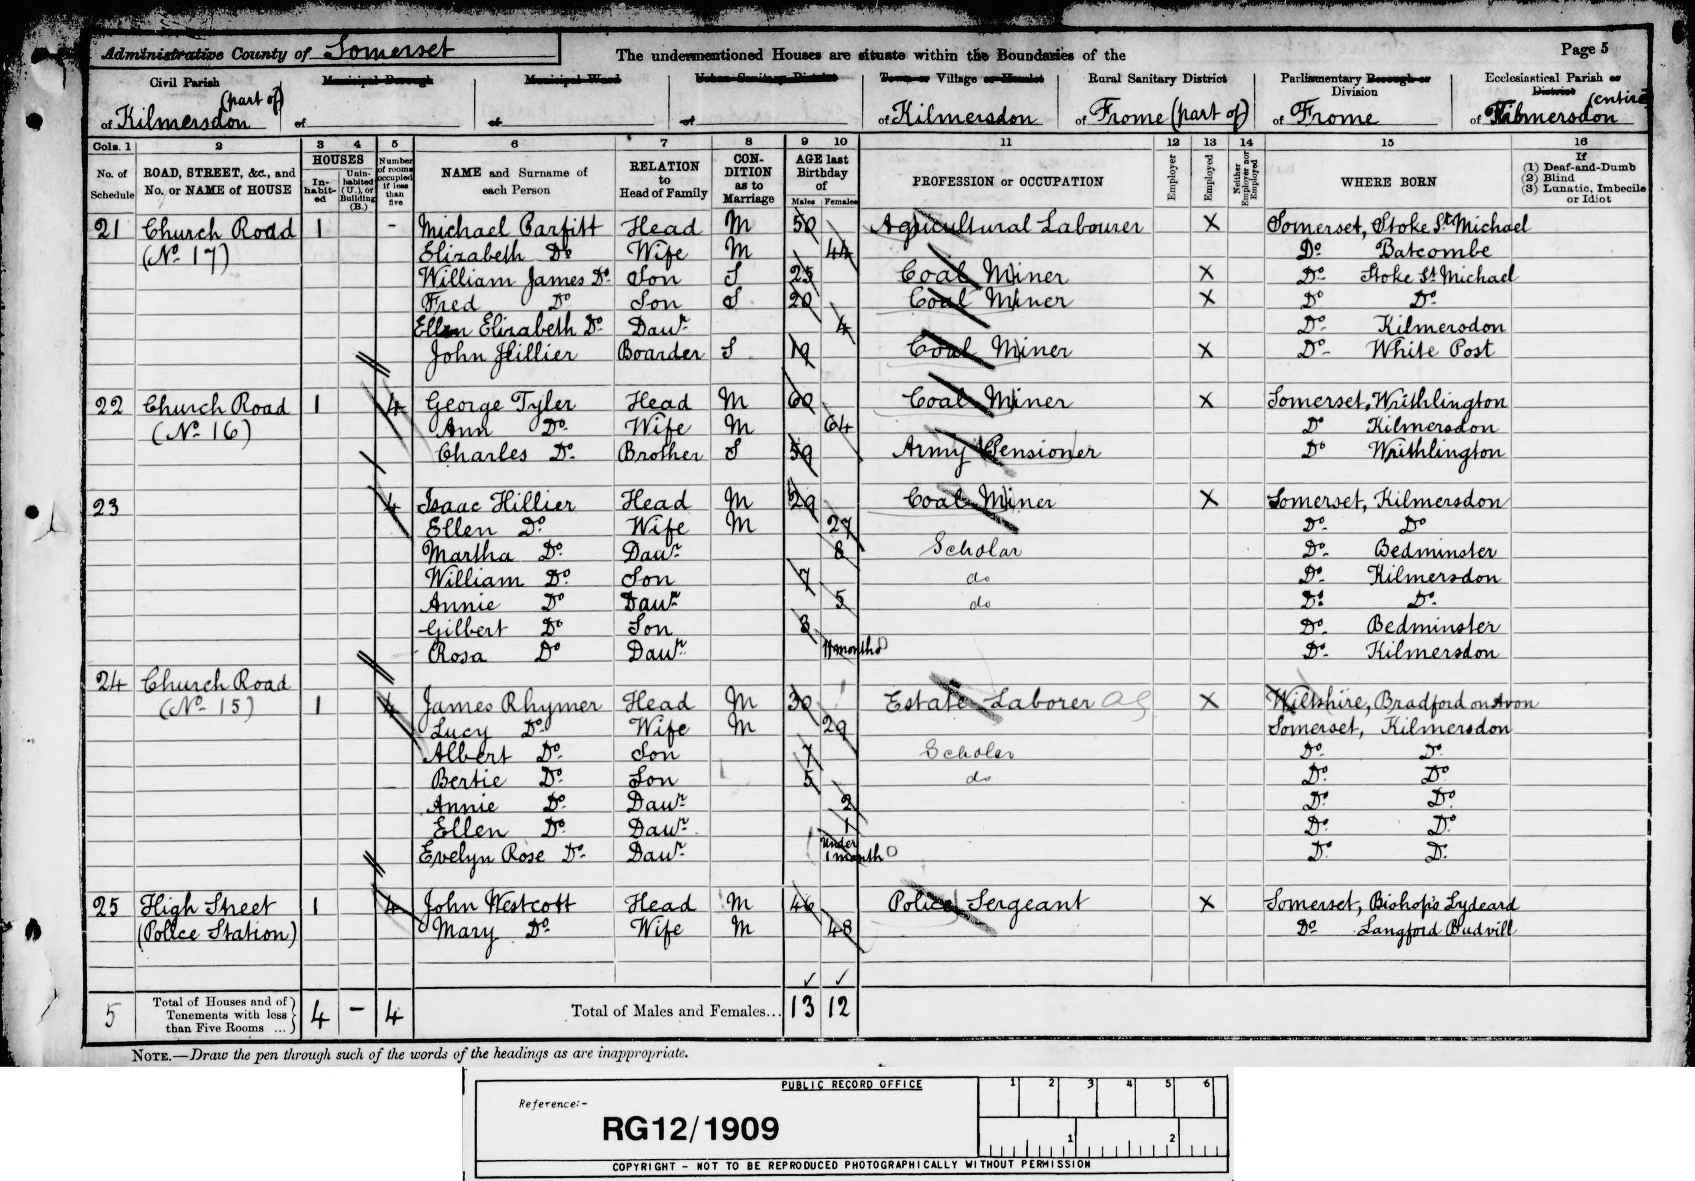 Administrative County of Somerset The undermentioned Houses are situate within the Boundaries of the Page 5
Civil Parish Municipal Borough Municipal Ward Urban Sanitary District Town or Village or Hamlet Rural Sanitary District Parliamentary Borough or Division Ecclesiastical Parish or District
of Kilmersdon (part of) of of of of Kilmersdon of Frome (part of) of Frome of Kilmersdon (entire)
Cols. 1 2 3 4 5 6 7 8 9 10 11 12 13 14 15 16
No. of Schedule ROAD, STREET, &c., and No. or NAME of HOUSE HOUSES In-habit-ed Unin-habited (U.), or Building (B.) Number of rooms occupied if less than five NAME and Surname of each Person RELATION to Head of Family CON-DITION as to Marriage AGE last Birthday of Males Females PROFESSION or OCCUPATION Employer Employed Neither Employer nor Employed WHERE BORN If (1) Deaf-and-Dumb (2) Blind (3) Lunatic, Imbecile or Idiot
21 Church Road 1 - Michael Parfitt Head M 50 Agricultural Labourer X Somerset, Stoke St. Michael
(No. 17) Elizabeth Do Wife M 44 Do Batcombe
William James Do Son S 25 Coal Miner X Do Stoke St Michael
Fred Do Son S 20 Coal Miner X Do Do
Ellen Elizabeth Do Daur. 4 Do Kilmersdon
John Hillier Boarder S 19 Coal Miner X Do White Post
22 Church Road 1 4 George Tyler Head M 60 Coal Miner X Somerset, Writhlington
(No. 16) Ann Do Wife M 64 Do Kilmersdon
Charles Do Brother S 59 Army Pensioner Do Writhlington
23 4 Isaac Hillier Head M 29 Coal Miner X Somerset, Kilmersdon
Ellen Do Wife M 27 Do Do
Martha Do Daur. 8 Scholar Do Bedminster
William Do Son 7 do Do Kilmersdon
Annie Do Daur. 5 do Do Do
Gilbert Do Son 3 Do Bedminster
Rosa Do Daur. 11 months Do Kilmersdon
24 Church Road
(No. 15) 1 4 James Rhymer Head M 30 Estate Laborer Ag X Wiltshire, Bradford on Avon
Lucy Do Wife M 29 Somerset, Kilmersdon
Albert Do Son 7 Scholar Do Do
Bertie Do Son 5 do Do Do
Annie Do Daur. 2 Do Do
Ellen Do Daur. 1 Do Do
Evelyn Rose Do Daur. under 1 month Do Do
25 High Street 1 4 John Westcott Head M 46 Police Sergeant X Somerset, Bishops Lydeard
(Police Station) Mary Do Wife M 48 Do Langford Budvill
5 Total of Houses and of Tenements with less than Five Rooms ... 4 - 4 Total of Males and Females... 13 12
NOTE.—Draw the pen through such of the words of the headings as are inappropriate.
PUBLIC RECORD OFFICE 1 2 3 4 5 6
Reference:-
RG12/1909 1 2
COPYRIGHT - NOT TO BE REPRODUCED PHOTOGRAPHICALLY WITHOUT PERMISSION